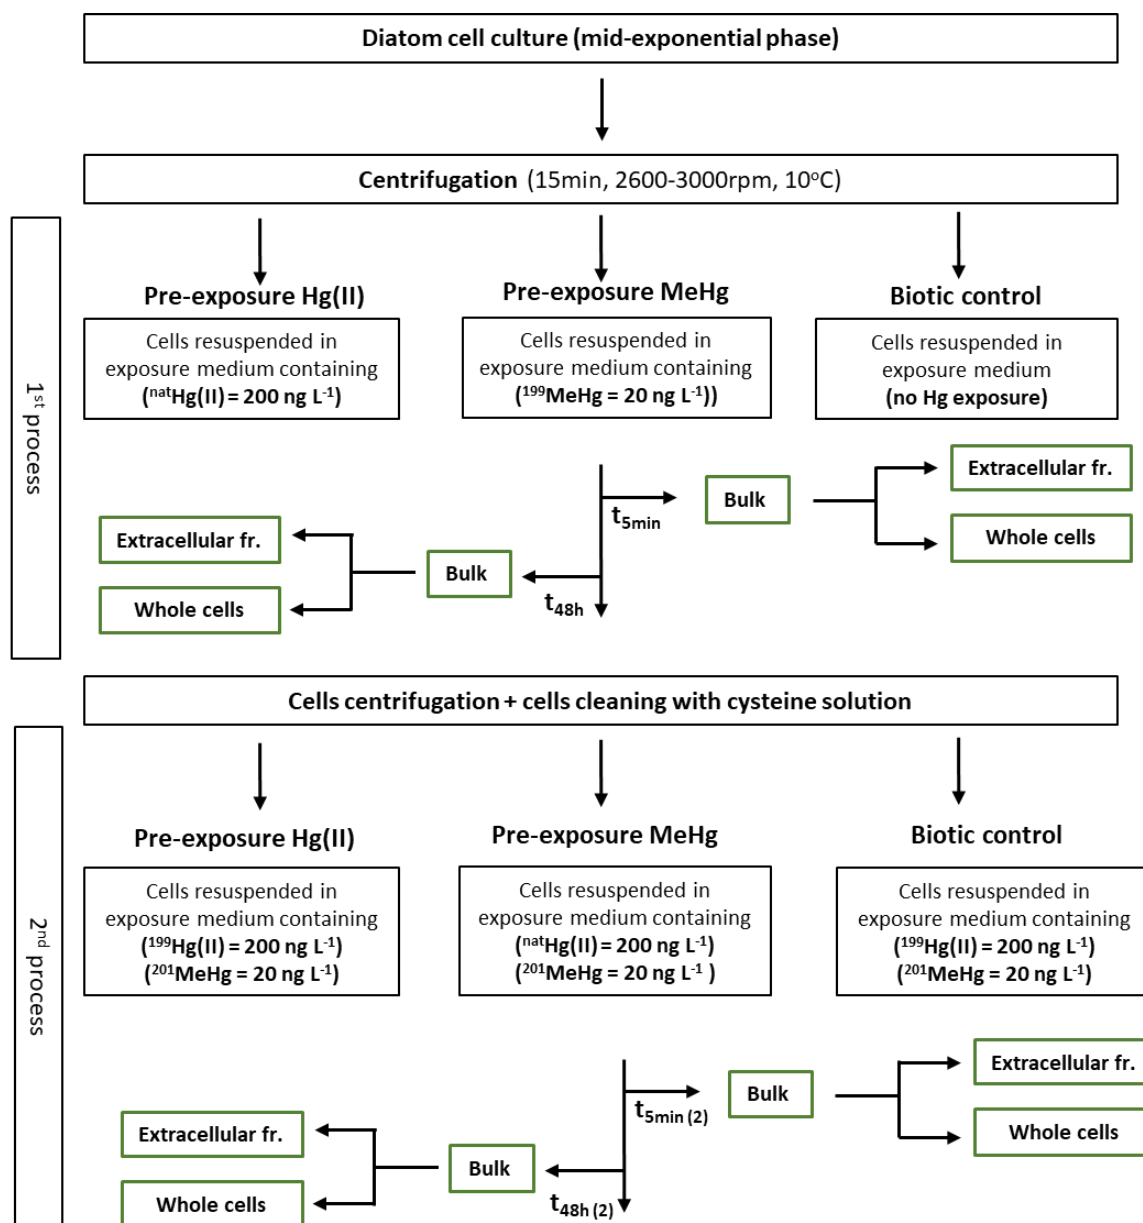 Diatom cell culture (mid-exponential phase)
Centrifugation (15min, 2600-3000rpm, 10°C)
1st process
Pre-exposure Hg(II)
Cells resuspended in
exposure medium containing
(natHg(II) = 200 ng L-1)
Pre-exposure MeHg
Cells resuspended in
exposure medium containing
(199MeHg = 20 ng L-1))
Biotic control
Cells resuspended in
exposure medium
(no Hg exposure)
t5min
Bulk
Extracellular fr.
Whole cells
t48h
Bulk
Extracellular fr.
Whole cells
Cells centrifugation + cells cleaning with cysteine solution
2nd process
Pre-exposure Hg(II)
Cells resuspended in
exposure medium containing
(199Hg(II) = 200 ng L-1)
(201MeHg = 20 ng L-1)
Pre-exposure MeHg
Cells resuspended in
exposure medium containing
(natHg(II) = 200 ng L-1)
(201MeHg = 20 ng L-1 )
Biotic control
Cells resuspended in
exposure medium containing
(199Hg(II) = 200 ng L-1)
(201MeHg = 20 ng L-1)
t5min (2)
Bulk
Extracellular fr.
Whole cells
t48h (2)
Bulk
Extracellular fr.
Whole cells